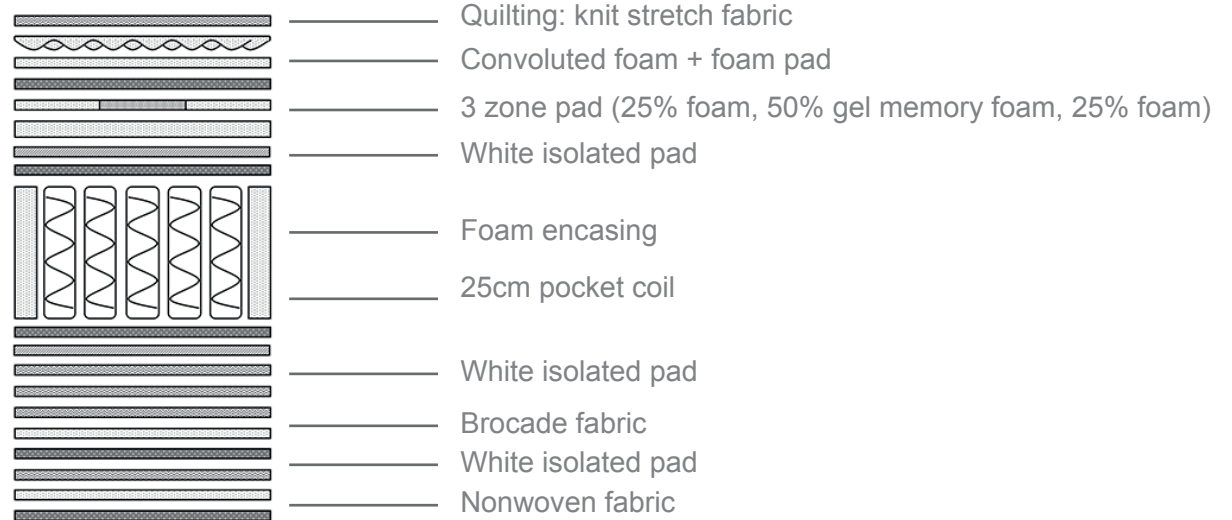 Quilting: knit stretch fabric
Convoluted foam + foam pad
3 zone pad (25% foam, 50% gel memory foam, 25% foam)
White isolated pad
Foam encasing
25cm pocket coil
White isolated pad
Brocade fabric
White isolated pad
Nonwoven fabric